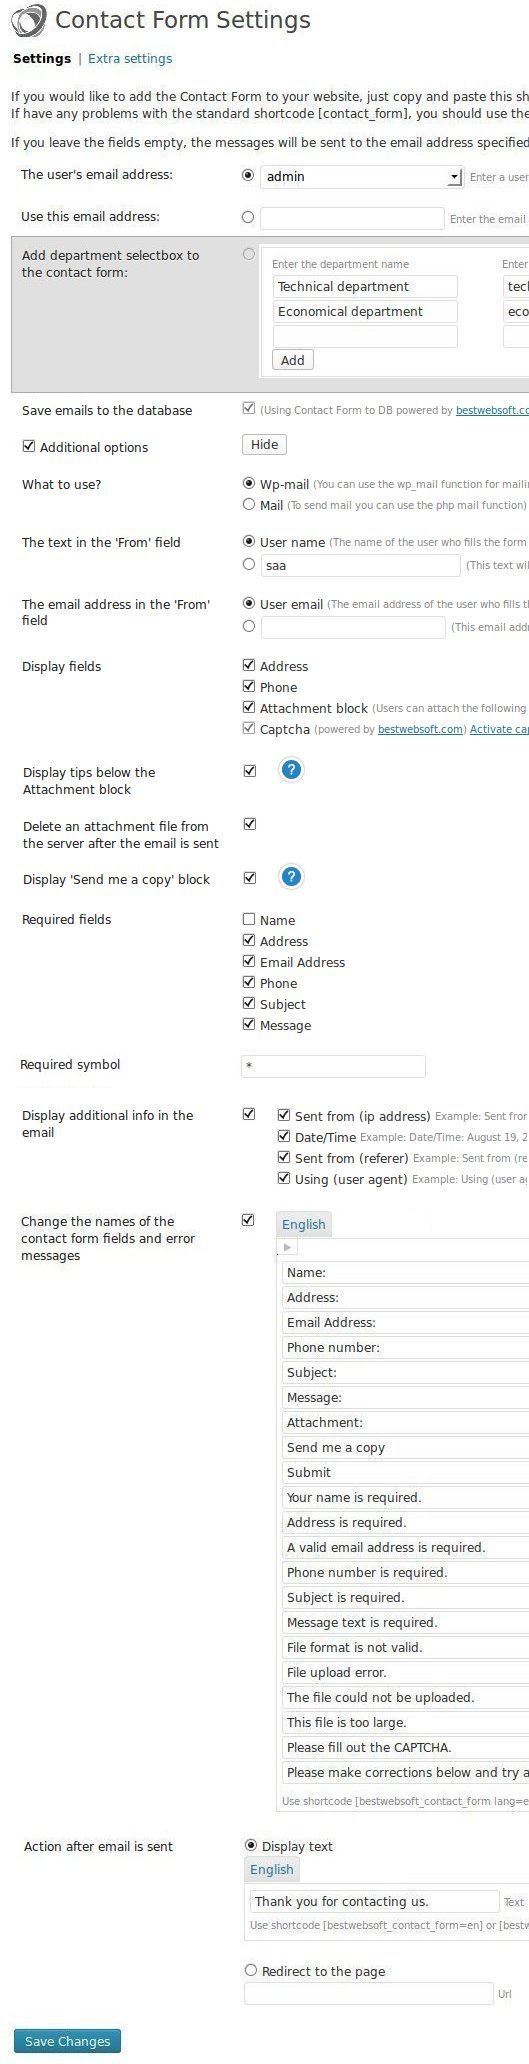 Contact Form Settings
Settings | Extra settings
If you would like to add the Contact Form to your website, just copy and paste this sh
If have any problems with the standard shortcode [contact_form], you should use the
If you leave the fields empty, the messages will be sent to the email address specified
The user's email address:
admin
Enter a user
Use this email address:
Enter the email
Add department selectbox to
the contact form:
Enter the department name
Enter
Technical department
tec
Economical department
eco
Add
Save emails to the database
(Using Contact Form to DB powered by bestwebsoft.co
Additional options
Hide
What to use?
Wp-mail (You can use the wp_mail function for maili
Mail (To send mail you can use the php mail function)
The text in the 'From' field
User name (The name of the user who fills the form
saa
(This text wil
The email address in the 'From'
field
User email (The email address of the user who fills t
(This email addr
Display fields
Address
Phone
Attachment block (Users can attach the following
Captcha (powered by bestwebsoft.com) Activate ca
Display tips below the
Attachment block
?
Delete an attachment file from
the server after the email is sent
Display 'Send me a copy' block
?
Required fields
Name
Address
Email Address
Phone
Subject
Message
Required symbol
*
Display additional info in the
email
Sent from (ip address) Example: Sent fror
Date/Time Example: Date/Time: August 19, 2
Sent from (referer) Example: Sent from (re
Using (user agent) Example: Using (user ag
Change the names of the
contact form fields and error
messages
English
Name:
Address:
Email Address:
Phone number:
Subject:
Message:
Attachment:
Send me a copy
Submit
Your name is required.
Address is required.
A valid email address is required.
Phone number is required.
Subject is required.
Message text is required.
File format is not valid.
File upload error.
The file could not be uploaded.
This file is too large.
Please fill out the CAPTCHA.
Please make corrections below and try a
Use shortcode [bestwebsoft_contact_form lang=e
Action after email is sent
Display text
English
Thank you for contacting us.
Text
Use shortcode [bestwebsoft_contact_form=en] or [bestw
Redirect to the page
Url
Save Changes